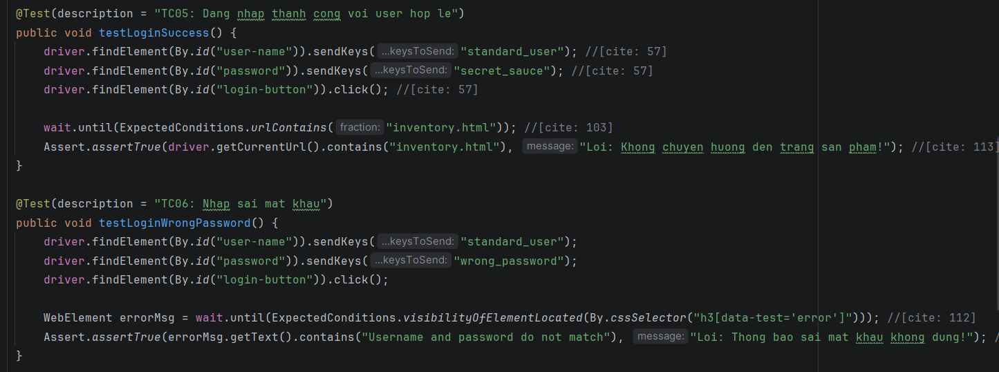 @Test(description = "TC05: Dang nhap thanh cong voi user hop le")
public void testLoginSuccess() {
    driver.findElement(By.id("user-name")).sendKeys( ...keysToSend: "standard_user"); //[cite: 57]
    driver.findElement(By.id("password")).sendKeys( ...keysToSend: "secret_sauce"); //[cite: 57]
    driver.findElement(By.id("login-button")).click(); //[cite: 57]
    wait.until(ExpectedConditions.urlContains( fraction: "inventory.html")); //[cite: 103]
    Assert.assertTrue(driver.getCurrentUrl().contains("inventory.html"), message: "Loi: Khong chuyen huong den trang san pham!"); //[cite: 113]
}
@Test(description = "TC06: Nhap sai mat khau")
public void testLoginWrongPassword() {
    driver.findElement(By.id("user-name")).sendKeys( ...keysToSend: "standard_user");
    driver.findElement(By.id("password")).sendKeys( ...keysToSend: "wrong_password");
    driver.findElement(By.id("login-button")).click();
    WebElement errorMsg = wait.until(ExpectedConditions.visibilityOfElementLocated(By.cssSelector("h3[data-test='error']"))); //[cite: 112]
    Assert.assertTrue(errorMsg.getText().contains("Username and password do not match"), message: "Loi: Thong bao sai mat khau khong dung!"); /
}